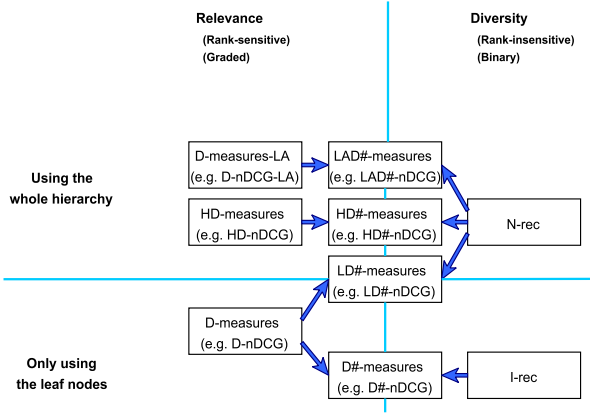 Relevance
(Rank-sensitive)
(Graded)
Diversity
(Rank-insensitive)
(Binary)
Using the
whole hierarchy
D-measures-LA
(e.g. D-nDCG-LA)
LAD#-measures
(e.g. LAD#-nDCG)
HD-measures
(e.g. HD-nDCG)
HD#-measures
(e.g. HD#-nDCG)
N-rec
LD#-measures
(e.g. LD#-nDCG)
Only using
the leaf nodes
D-measures
(e.g. D-nDCG)
D#-measures
(e.g. D#-nDCG)
I-rec